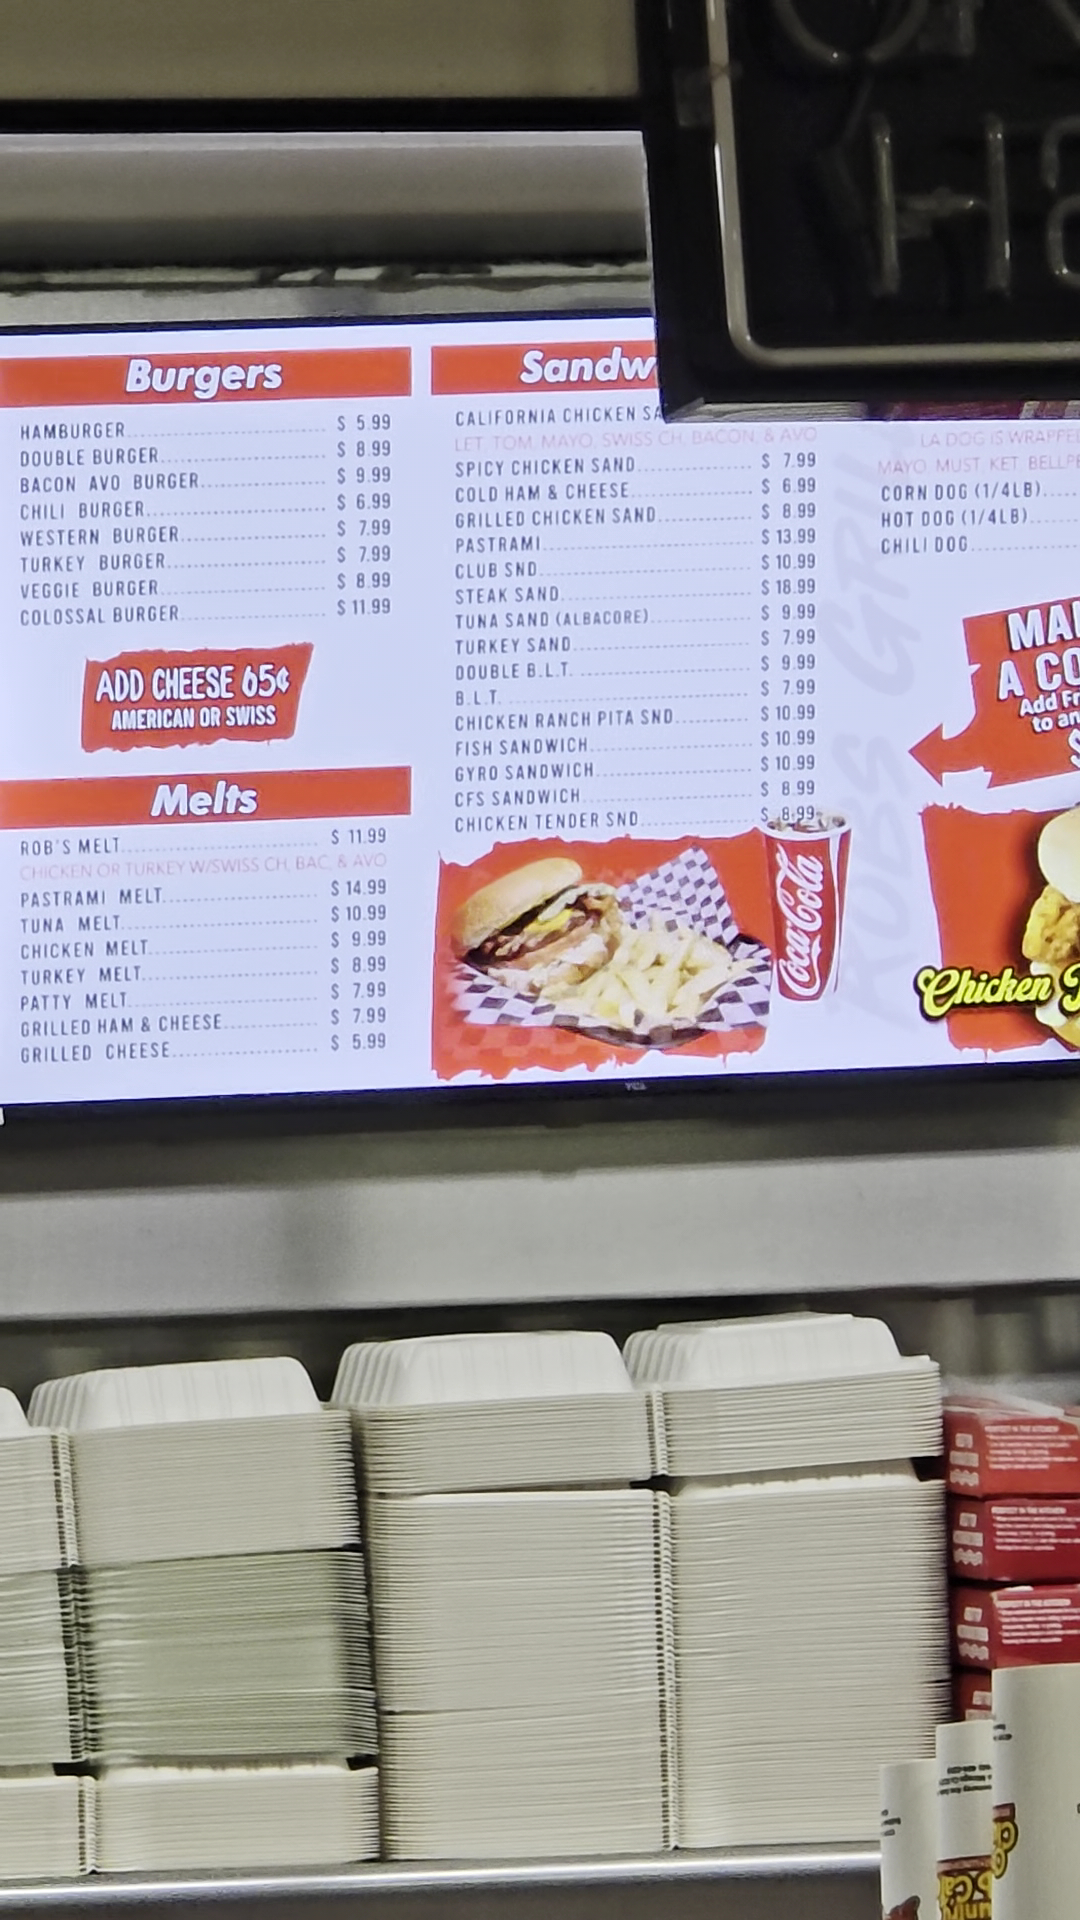 Burgers
HAMBURGER $ 5.99
DOUBLE BURGER $ 8.99
BACON AVO BURGER $ 9.99
CHILI BURGER $ 6.99
WESTERN BURGER $ 7.99
TURKEY BURGER $ 7.99
VEGGIE BURGER $ 8.99
COLOSSAL BURGER $ 11.99
ADD CHEESE 65¢
AMERICAN OR SWISS
Melts
ROB'S MELT $ 11.99
CHICKEN OR TURKEY W/SWISS CH, BAC, & AVO
PASTRAMI MELT $ 14.99
TUNA MELT $ 10.99
CHICKEN MELT $ 9.99
TURKEY MELT $ 8.99
PATTY MELT $ 7.99
GRILLED HAM & CHEESE $ 7.99
GRILLED CHEESE $ 5.99
Sandw
CALIFORNIA CHICKEN SA
LET, TOM, MAYO, SWISS CH, BACON, & AVO
SPICY CHICKEN SAND $ 7.99
COLD HAM & CHEESE $ 6.99
GRILLED CHICKEN SAND $ 8.99
PASTRAMI $ 13.99
CLUB SND $ 10.99
STEAK SAND $ 18.99
TUNA SAND (ALBACORE) $ 9.99
TURKEY SAND $ 7.99
DOUBLE B.L.T. $ 9.99
B.L.T. $ 7.99
CHICKEN RANCH PITA SND $ 10.99
FISH SANDWICH $ 10.99
GYRO SANDWICH $ 10.99
CFS SANDWICH $ 8.99
CHICKEN TENDER SND $ 8.99
Coca-Cola
ROBS GRILL
LA DOG IS WRAPPE
MAYO, MUST, KET, BELLPE
CORN DOG (1/4LB)
HOT DOG (1/4LB)
CHILI DOG
MA
A CO
Add Fr
to an
$
Chicken T
TCL